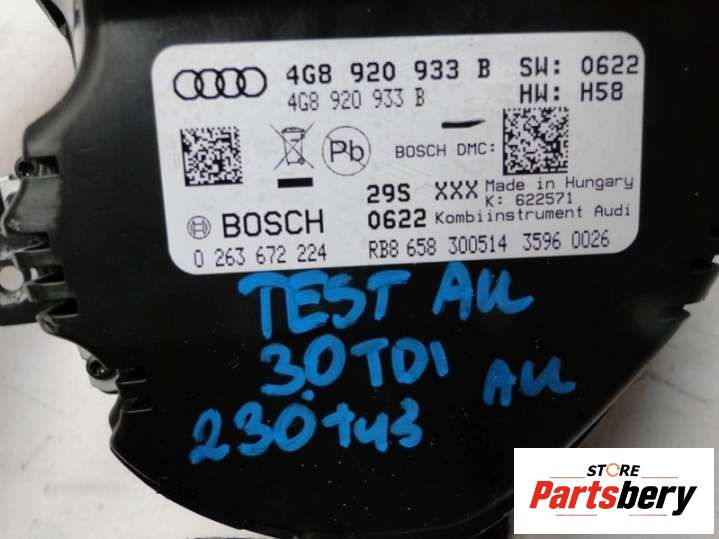 4G8 920 933 B SW: 0622
4G8 920 933 B HW: H58
Pb
BOSCH DMC:
29S XXX Made in Hungary
K: 622571
BOSCH 0622 Kombiinstrument Audi
0 263 672 224 RB8 658 300514 3596 0026
TEST AU
3.0TDI
AU
230tys
STORE
Partsbery